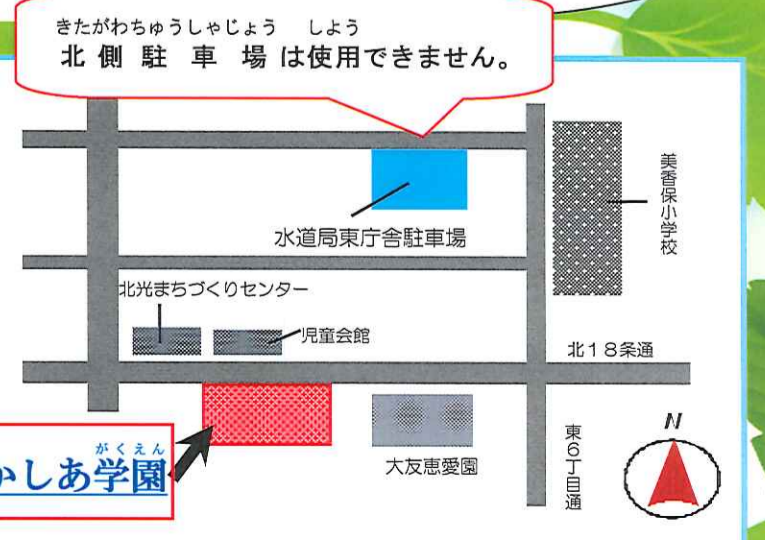 きたがわちゅうしゃじょう しよう
北側駐車場は使用できません。
水道局東庁舎駐車場
美香保小学校
北光まちづくりセンター
児童会館
北18条通
がくえん
かしあ学園
大友恵愛園
東6丁目通
N